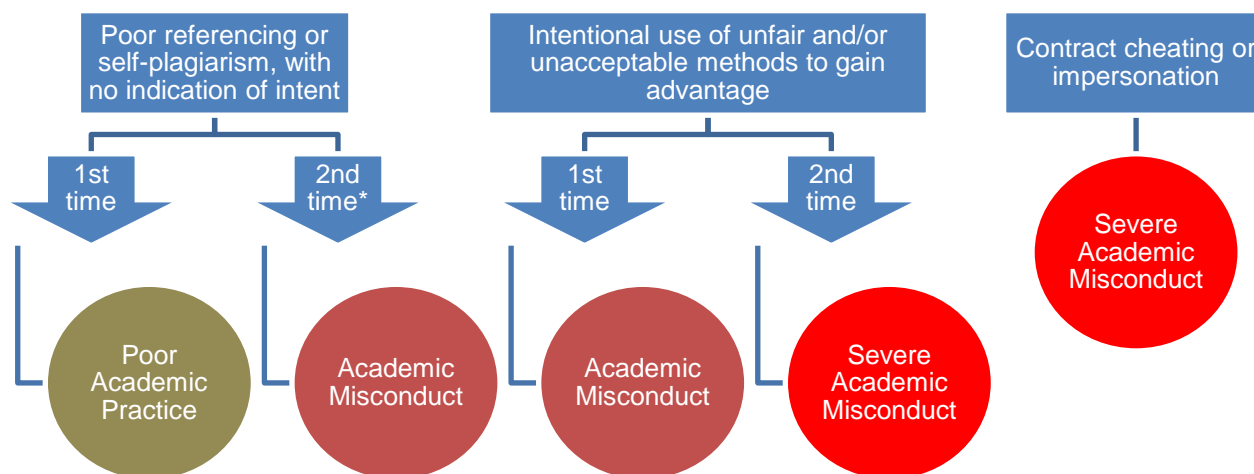 Poor referencing or
self-plagiarism, with
no indication of intent
Intentional use of unfair and/or
unacceptable methods to gain
advantage
Contract cheating or
impersonation
1st
time
2nd
time*
1st
time
2nd
time
Poor
Academic
Practice
Academic
Misconduct
Academic
Misconduct
Severe
Academic
Misconduct
Severe
Academic
Misconduct